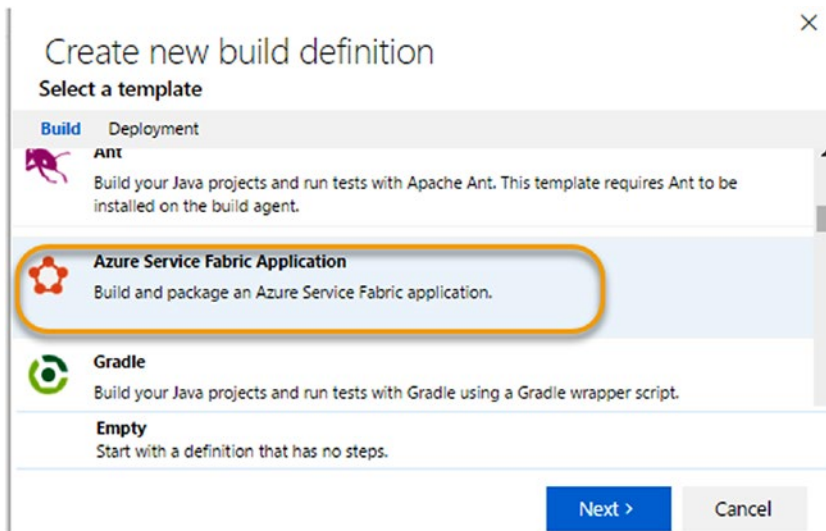 Create new build definition
Select a template
Build Deployment
Ant
Build your Java projects and run tests with Apache Ant. This template requires Ant to be
installed on the build agent.
Azure Service Fabric Application
Build and package an Azure Service Fabric application.
Gradle
Build your Java projects and run tests with Gradle using a Gradle wrapper script.
Empty
Start with a definition that has no steps.
Next > Cancel